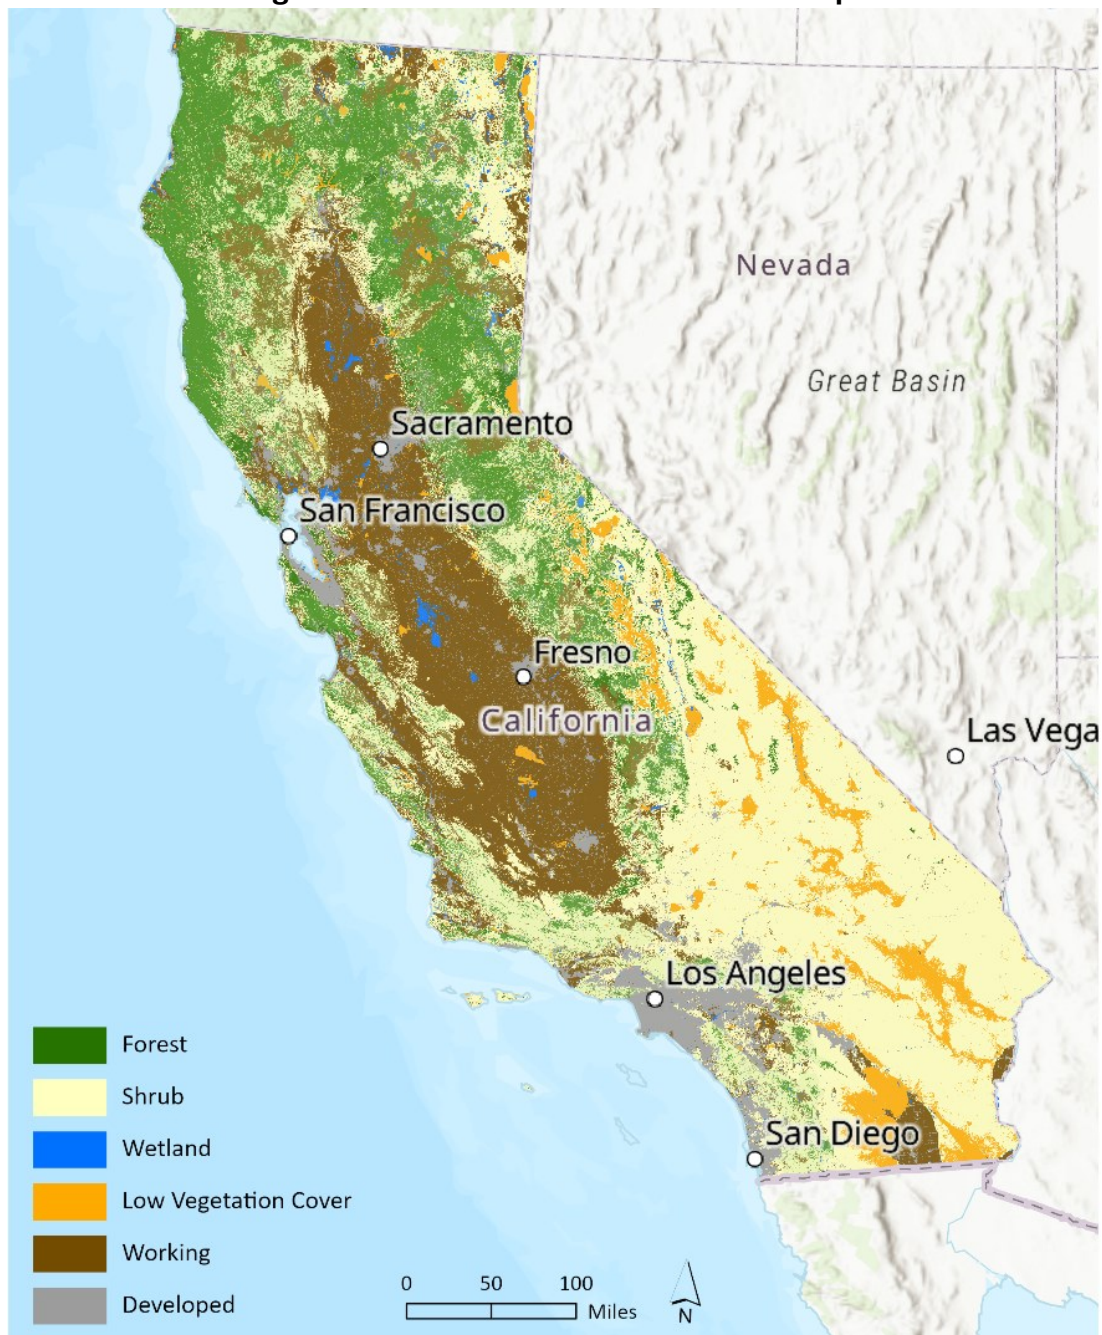 Nevada
Great Basin
Sacramento
San Francisco
Fresno
California
Las Vega
Los Angeles
San Diego
Forest
Shrub
Wetland
Low Vegetation Cover
Working
Developed
0 50 100
Miles
N